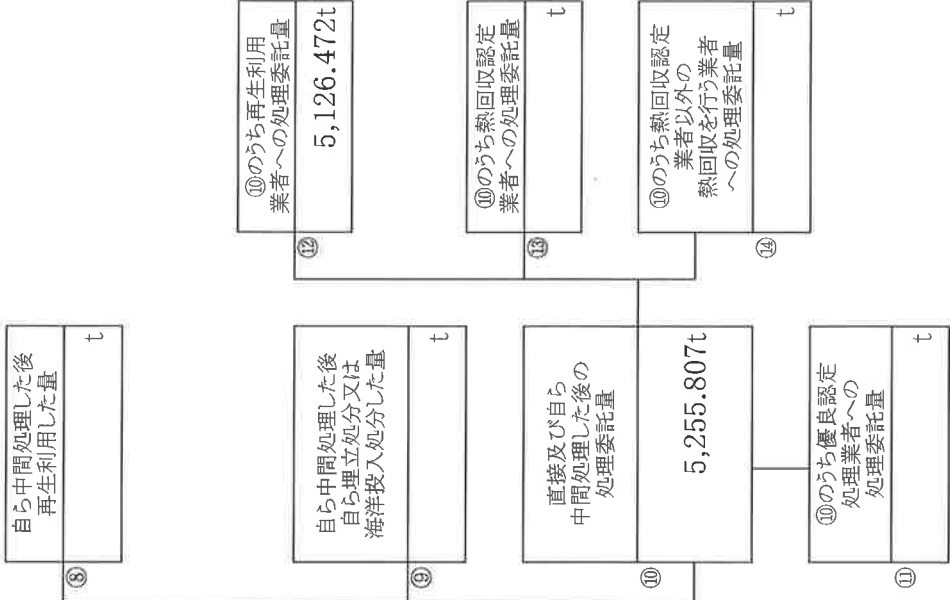 ⑧
自ら中間処理した後
再生利用した量
t
⑨
自ら中間処理した後
自ら埋立処分又は
海洋投入処分した量
t
⑩
直接及び自ら
中間処理した後の
処理委託量
5,255.807t
⑪
⑩のうち優良認定
処理業者への
処理委託量
t
⑫
⑩のうち再生利用
業者への処理委託量
5,126.472t
⑬
⑩のうち熱回収認定
業者への処理委託量
t
⑭
⑩のうち熱回収認定
業者以外の
熱回収を行う業者
への処理委託量
t